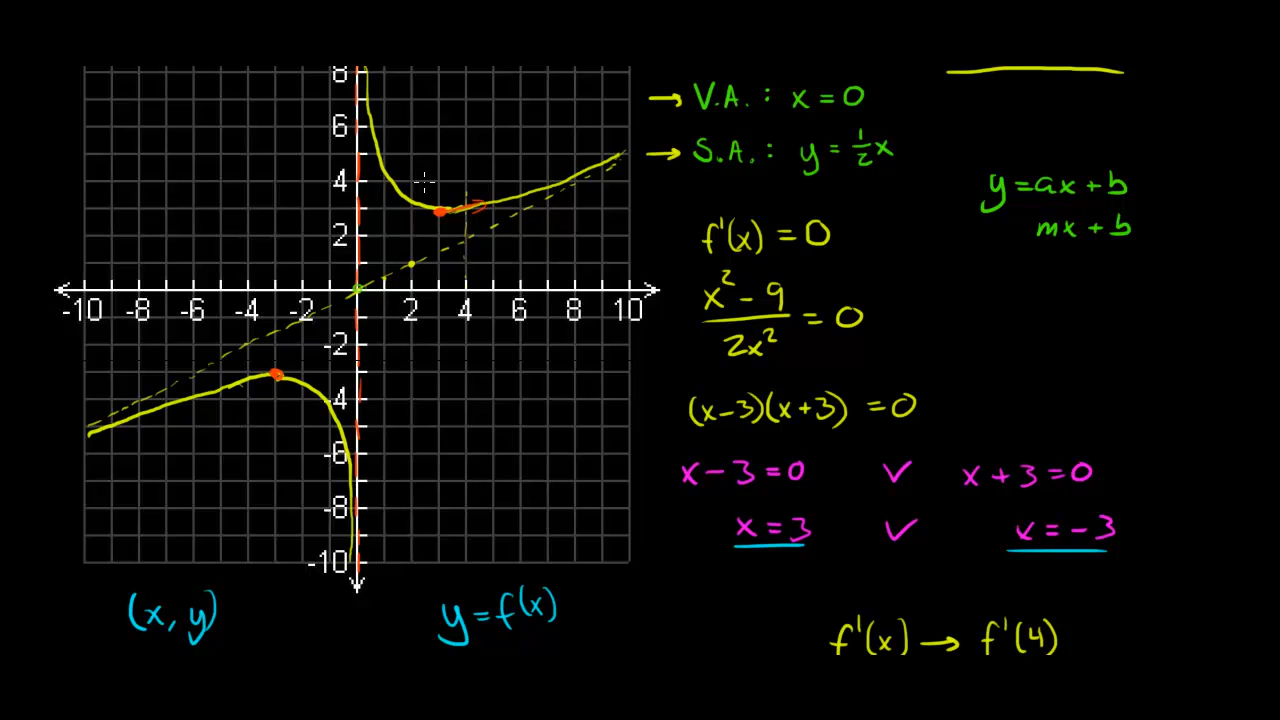 8
6
4
2
-10 -8 -6 -4 -2 2 4 6 8 10
-2
-4
-6
-8
-10
(x, y)
y = f(x)
→ V.A. : x = 0
→ S.A. : y = 1/2 x
y = ax + b
mx + b
f'(x) = 0
x² - 9 / 2x² = 0
(x-3)(x+3) = 0
x - 3 = 0 ✓ x + 3 = 0
x = 3 ✓ x = -3
f'(x) → f'(4)